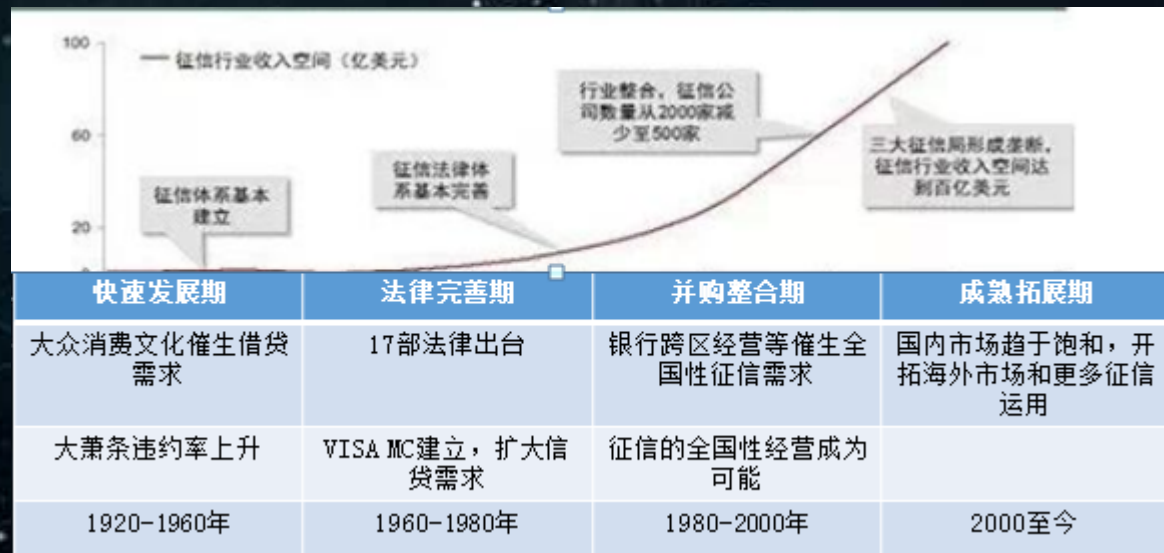 100
征信行业收入空间（亿美元）
行业整合，征信公
司数量从2000家减
少至500家
60
三大征信局形成垄断，
征信行业收入空间达
到百亿美元
征信法律体
系基本完善
征信体系基本
建立
20
0
快速发展期 法律完善期 并购整合期 成熟拓展期
大众消费文化催生借贷 17部法律出台 银行跨区经营等催生全 国内市场趋于饱和，开
需求 国性征信需求 拓海外市场和更多征信
运用
大萧条违约率上升 VISA MC建立，扩大信 征信的全国性经营成为
贷需求 可能
1920-1960年 1960-1980年 1980-2000年 2000至今